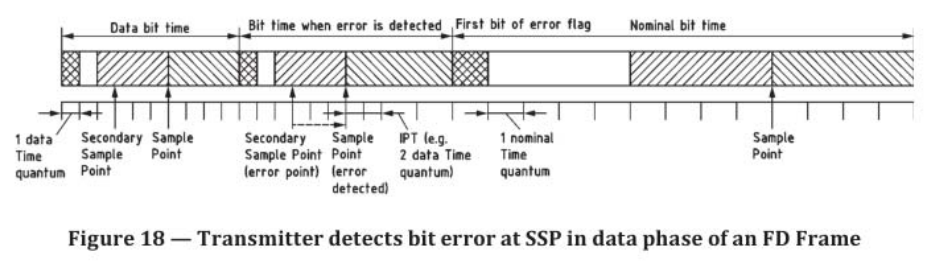 Data bit time
Bit time when error is detected
First bit of error flag
Nominal bit time
1 data
Time
quantum
Secondary
Sample
Point
Sample
Point
Secondary
Sample Point
(error point)
Sample
Point
(error
detected)
IPT (e.g.
2 data Time
quantum)
1 nominal
Time
quantum
Sample
Point
Figure 18 — Transmitter detects bit error at SSP in data phase of an FD Frame